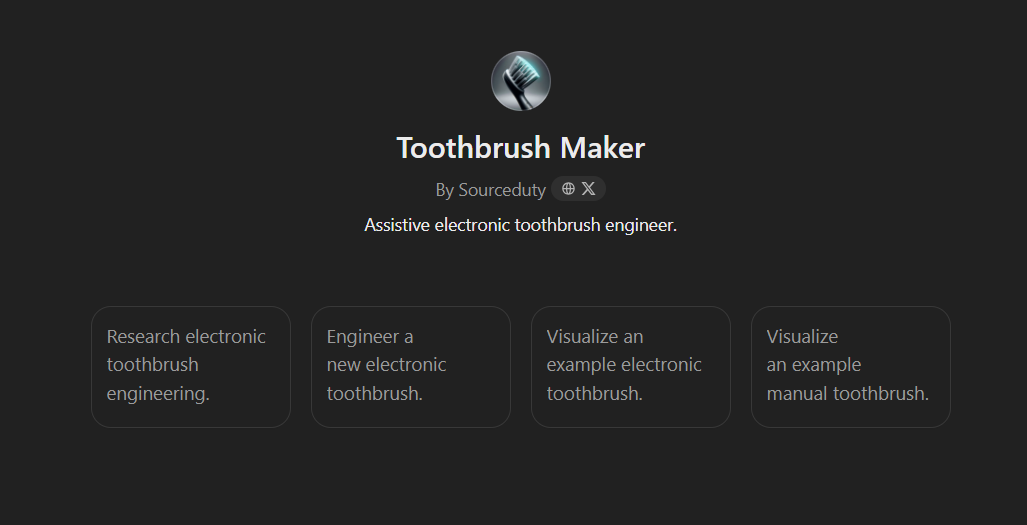 Toothbrush Maker
By Sourceduty
Assistive electronic toothbrush engineer.
Research electronic
toothbrush
engineering.
Engineer a
new electronic
toothbrush.
Visualize an
example electronic
toothbrush.
Visualize
an example
manual toothbrush.